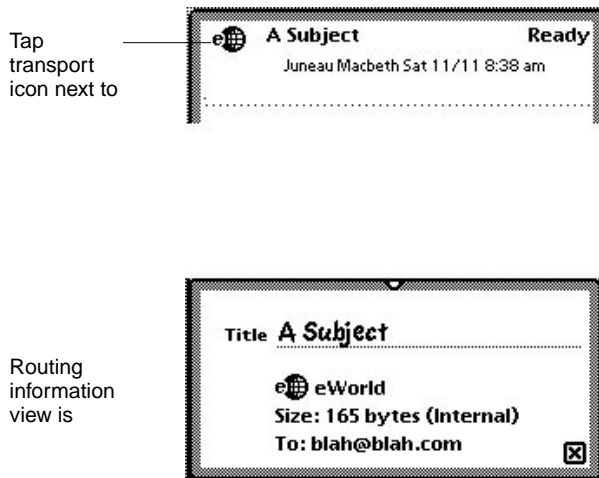 Tap
transport
icon next to
A Subject Ready
Juneau Macbeth Sat 11/11 8:38 am
Routing
information
view is
Title A Subject
eWorld
Size: 165 bytes (Internal)
To: blah@blah.com